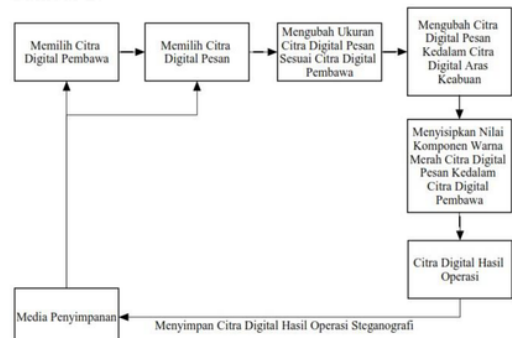 Memilih Citra
Digital Pembawa
Memilih Citra
Digital Pesan
Mengubah Ukuran
Citra Digital Pesan
Sesuai Citra Digital
Pembawa
Mengubah Citra
Digital Pesan
Kedalam Citra
Digital Aras
Keabuan
Menyisipkan Nilai
Komponen Warna
Merah Citra Digital
Pesan Kedalam
Citra Digital
Pembawa
Citra Digital Hasil
Operasi
Media Penyimpanan
Menyimpan Citra Digital Hasil Operasi Steganografi